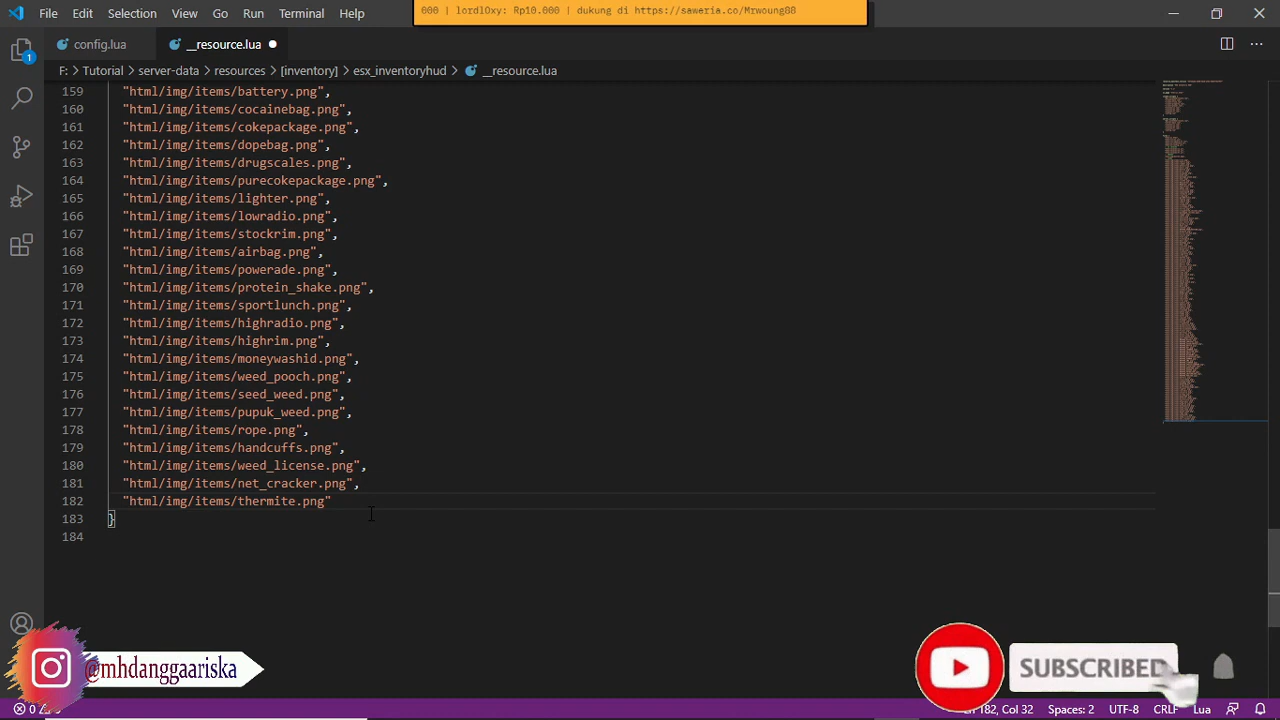 File Edit Selection View Go Run Terminal Help
000 | lordl0xy: Rp10.000 | dukung di https://saweria.co/Mrwoung88
config.lua
__resource.lua
F: > Tutorial > server-data > resources > [inventory] > esx_inventoryhud > __resource.lua
1
159 "html/img/items/battery.png",
160 "html/img/items/cocainebag.png",
161 "html/img/items/cokepackage.png",
162 "html/img/items/dopebag.png",
163 "html/img/items/drugscales.png",
164 "html/img/items/purecokepackage.png",
165 "html/img/items/lighter.png",
166 "html/img/items/lowradio.png",
167 "html/img/items/stockrim.png",
168 "html/img/items/airbag.png",
169 "html/img/items/powerade.png",
170 "html/img/items/protein_shake.png",
171 "html/img/items/sportlunch.png",
172 "html/img/items/highradio.png",
173 "html/img/items/highrim.png",
174 "html/img/items/moneywashid.png",
175 "html/img/items/weed_pooch.png",
176 "html/img/items/seed_weed.png",
177 "html/img/items/pupuk_weed.png",
178 "html/img/items/rope.png",
179 "html/img/items/handcuffs.png",
180 "html/img/items/weed_license.png",
181 "html/img/items/net_cracker.png",
182 "html/img/items/thermite.png"
183 }
184
@mhdanggaariska
SUBSCRIBED
0
Ln 182, Col 32 Spaces: 2 UTF-8 CRLF Lua